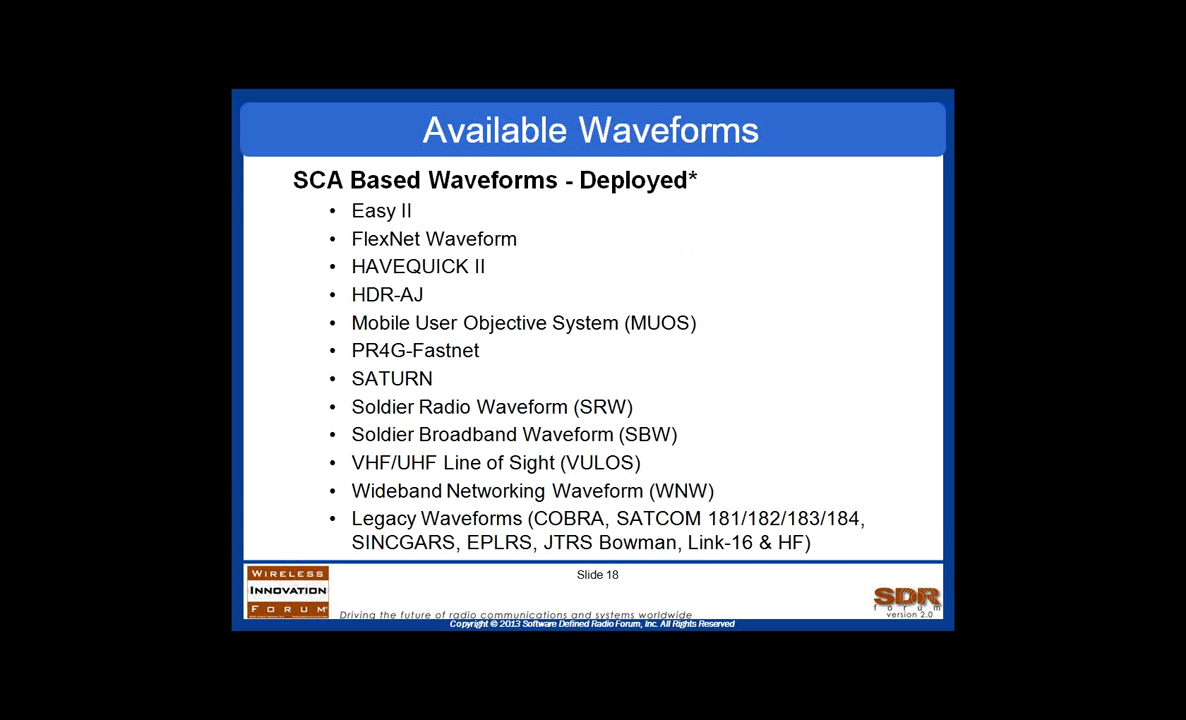 Available Waveforms
SCA Based Waveforms - Deployed*
• Easy II
• FlexNet Waveform
• HAVEQUICK II
• HDR-AJ
• Mobile User Objective System (MUOS)
• PR4G-Fastnet
• SATURN
• Soldier Radio Waveform (SRW)
• Soldier Broadband Waveform (SBW)
• VHF/UHF Line of Sight (VULOS)
• Wideband Networking Waveform (WNW)
• Legacy Waveforms (COBRA, SATCOM 181/182/183/184,
SINCGARS, EPLRS, JTRS Bowman, Link-16 & HF)
WIRELESS
INNOVATION
FORUM
Slide 18
Driving the future of radio communications and systems worldwide
Copyright © 2013 Software Defined Radio Forum, Inc. All Rights Reserved
SDR
forum
version 2.0